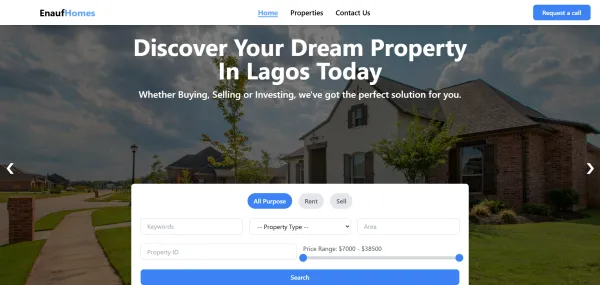 EnaufHomes
Home
Properties
Contact Us
Request a call
Discover Your Dream Property
In Lagos Today
Whether Buying, Selling or Investing, we've got the perfect solution for you.
❮
❯
All Purpose
Rent
Sell
Keywords
-- Property Type --
Area
Property ID
Price Range: $7000 - $38500
Search